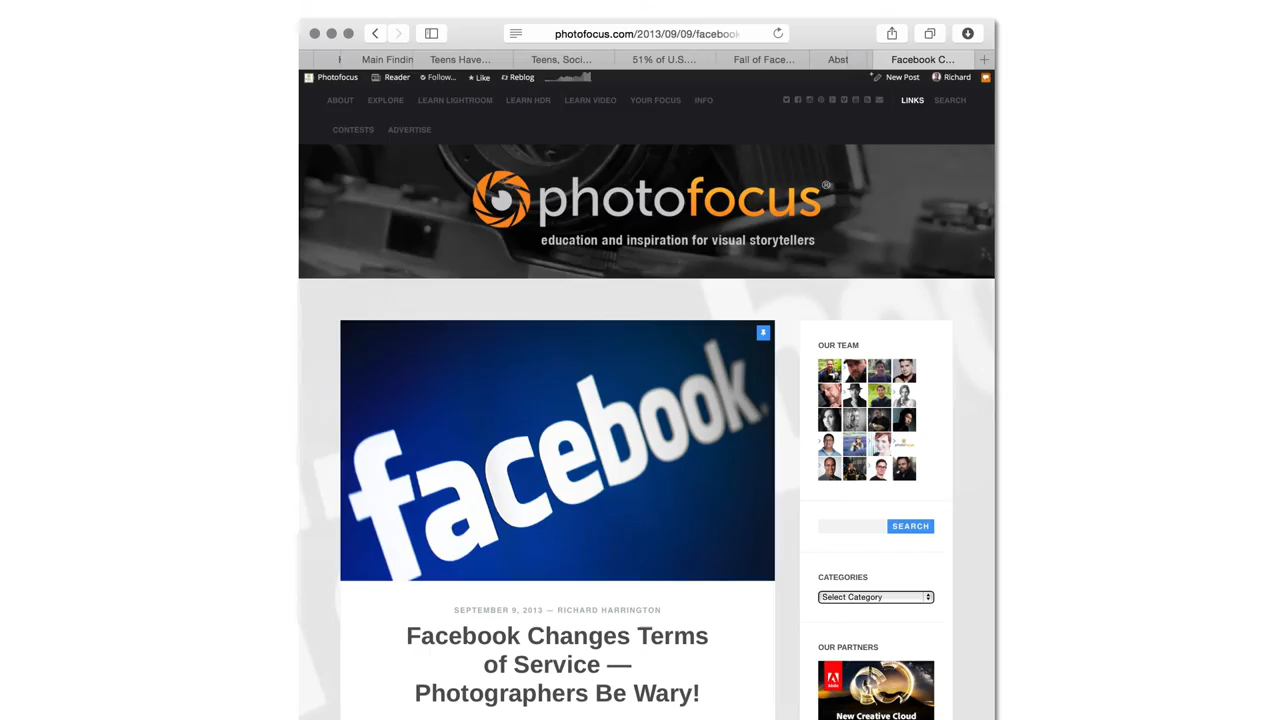 photofocus.com/2013/09/09/facebook
Main Findin
Teens Have...
Teens, Soci...
51% of U.S....
Fall of Face...
Abst
Facebook C...
Photofocus
Reader
Follow...
Like
Reblog
New Post
Richard
ABOUT
EXPLORE
LEARN LIGHTROOM
LEARN HDR
LEARN VIDEO
YOUR FOCUS
INFO
LINKS
SEARCH
CONTESTS
ADVERTISE
photofocus®
education and inspiration for visual storytellers
facebook.
OUR TEAM
SEARCH
CATEGORIES
Select Category
SEPTEMBER 9, 2013 — RICHARD HARRINGTON
Facebook Changes Terms
of Service —
Photographers Be Wary!
OUR PARTNERS
Adobe
New Creative Cloud